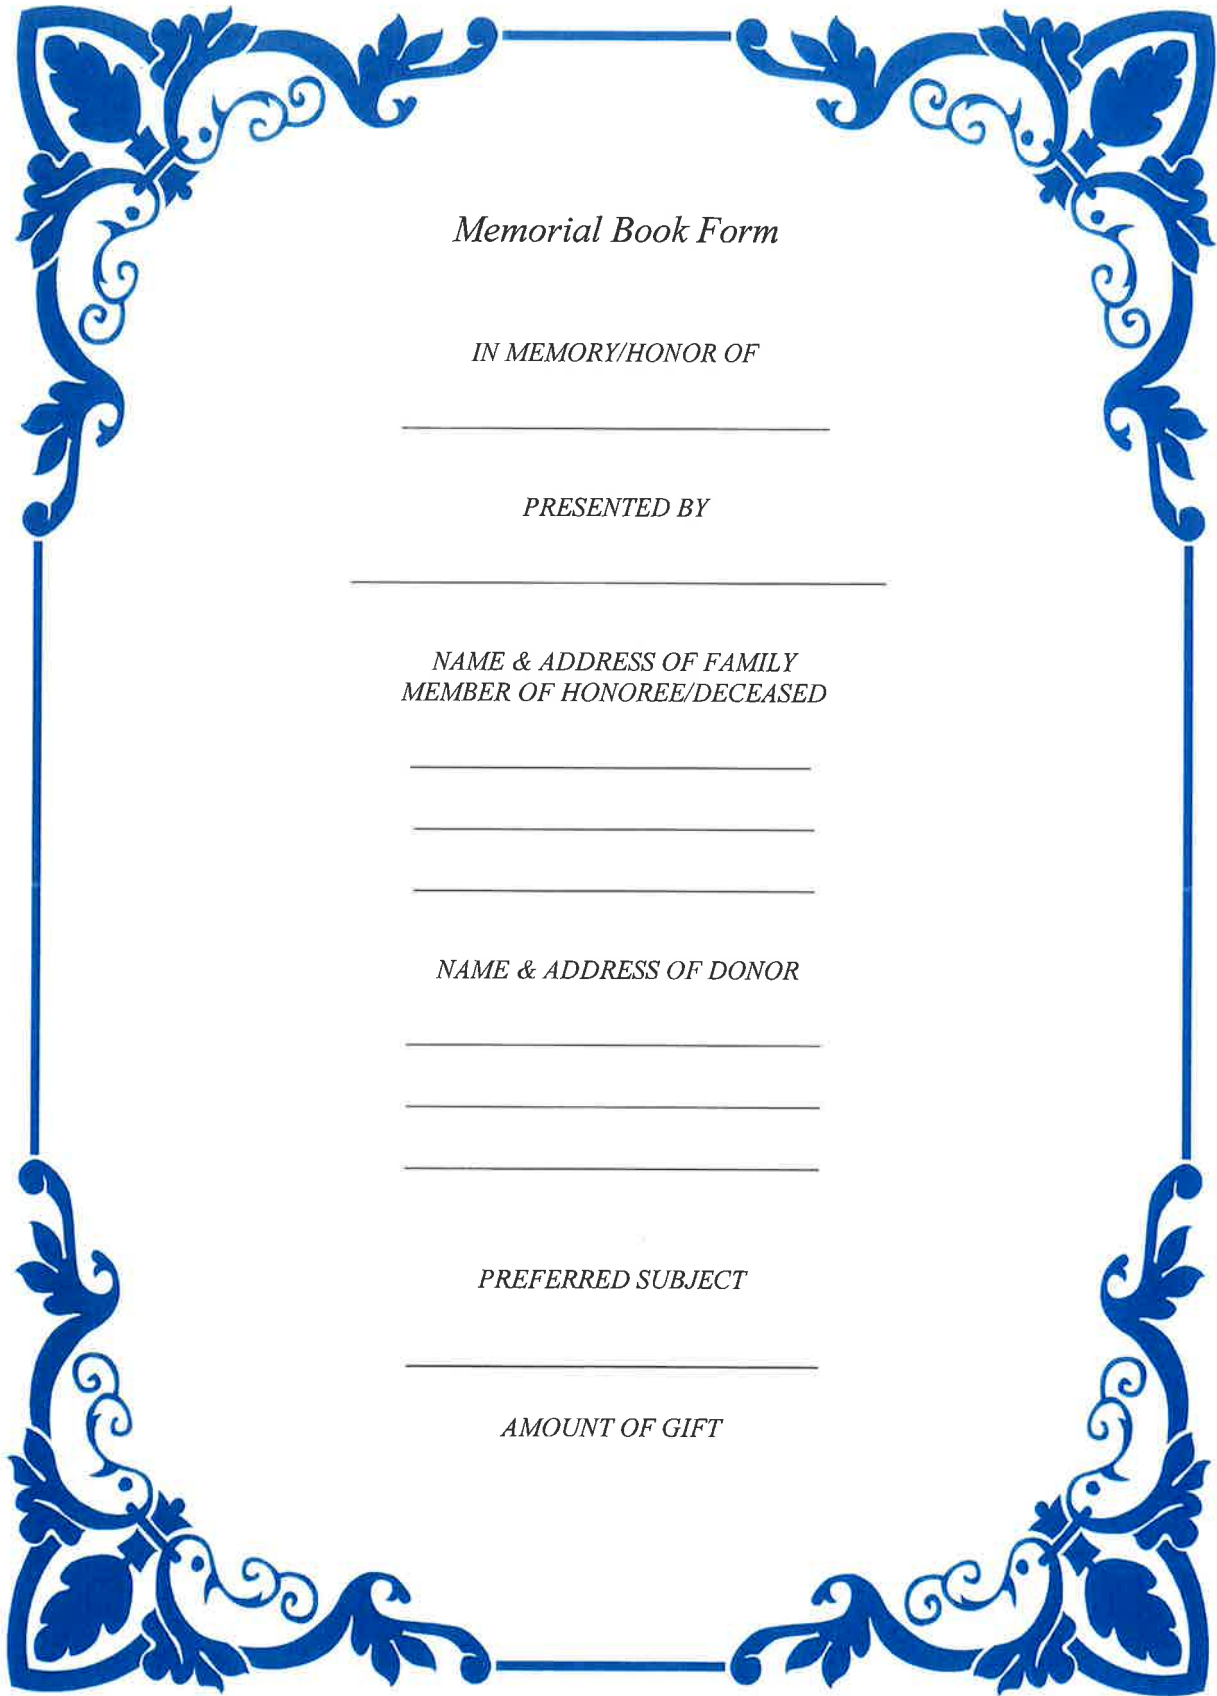 Memorial Book Form
IN MEMORY/HONOR OF
PRESENTED BY
NAME & ADDRESS OF FAMILY
MEMBER OF HONOREE/DECEASED
NAME & ADDRESS OF DONOR
PREFERRED SUBJECT
AMOUNT OF GIFT